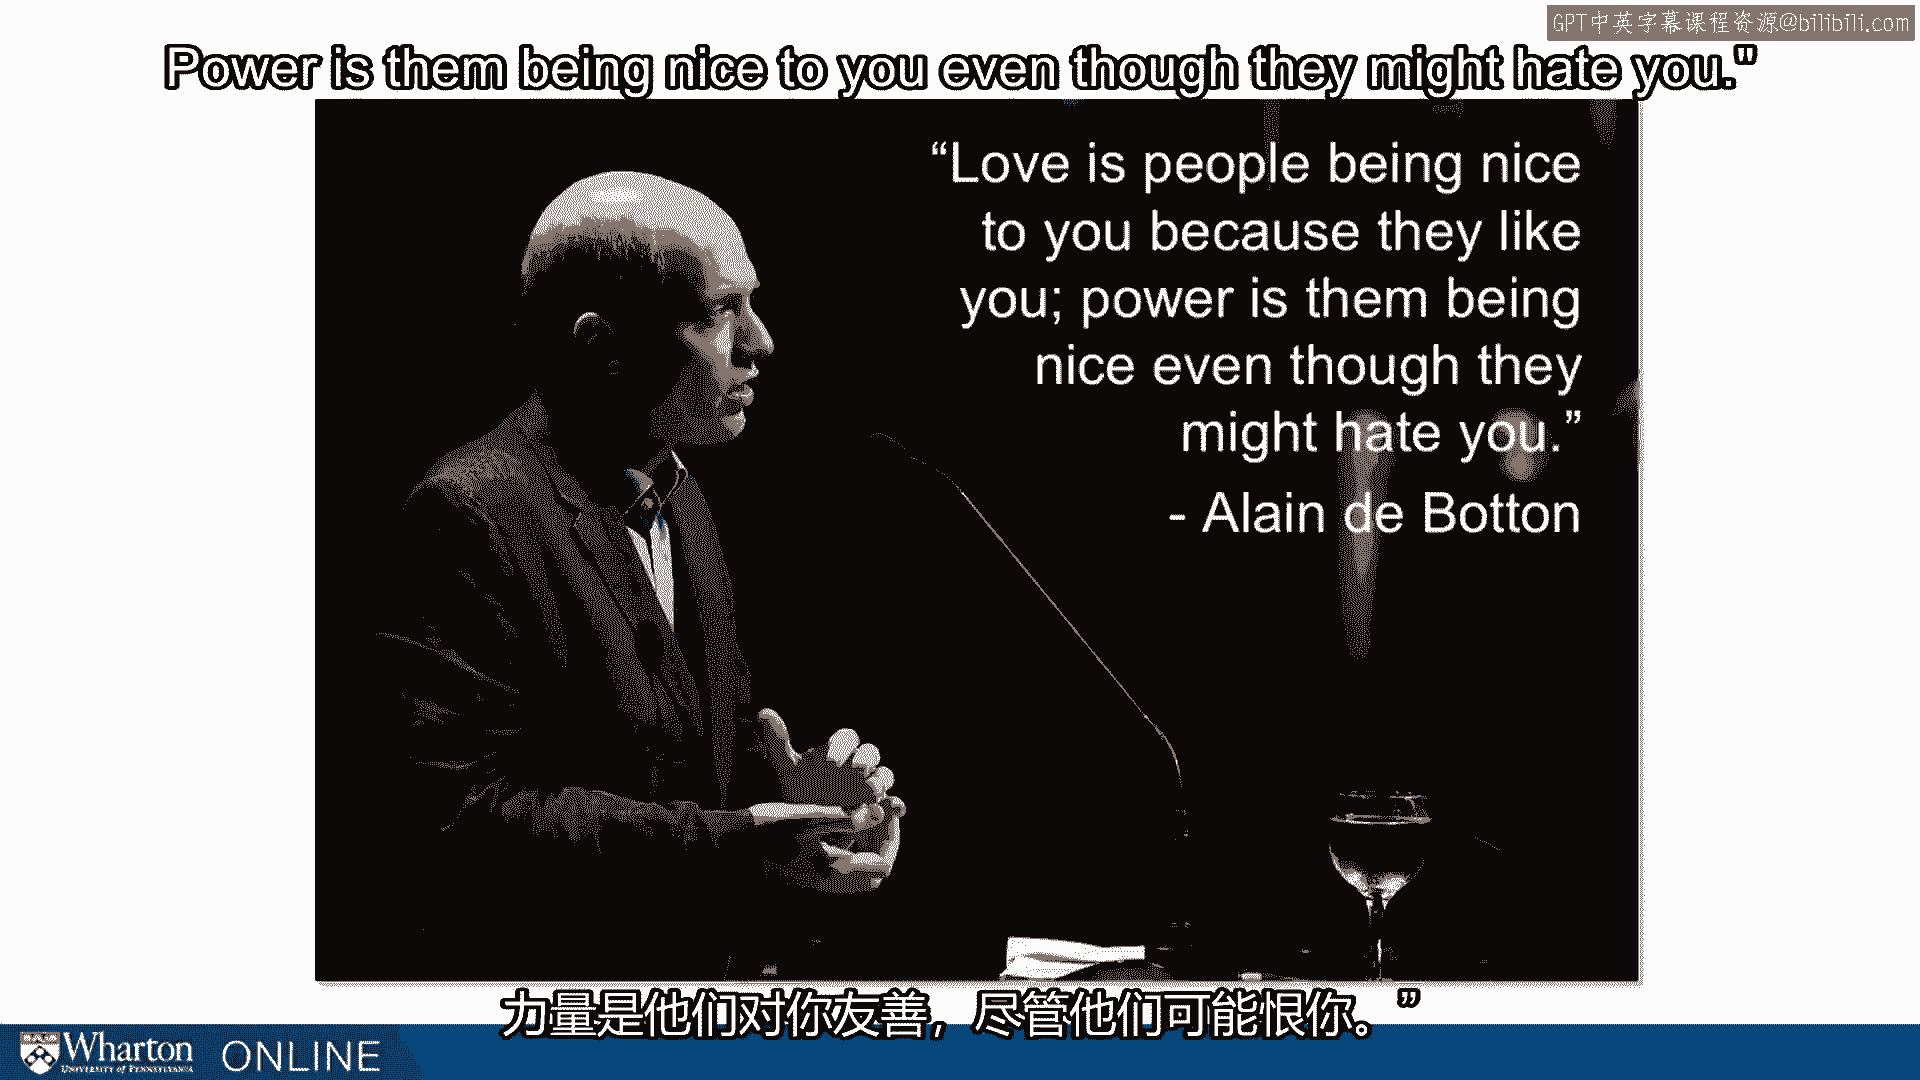 GPT中英字幕课程资源@bilibili.com
Power is them being nice to you even though they might hate you."
“Love is people being nice
to you because they like
you; power is them being
nice even though they
might hate you.”
- Alain de Botton
力量是他们对你友善，尽管他们可能恨你。”
Wharton
UNIVERSITY of PENNSYLVANIA
ONLINE